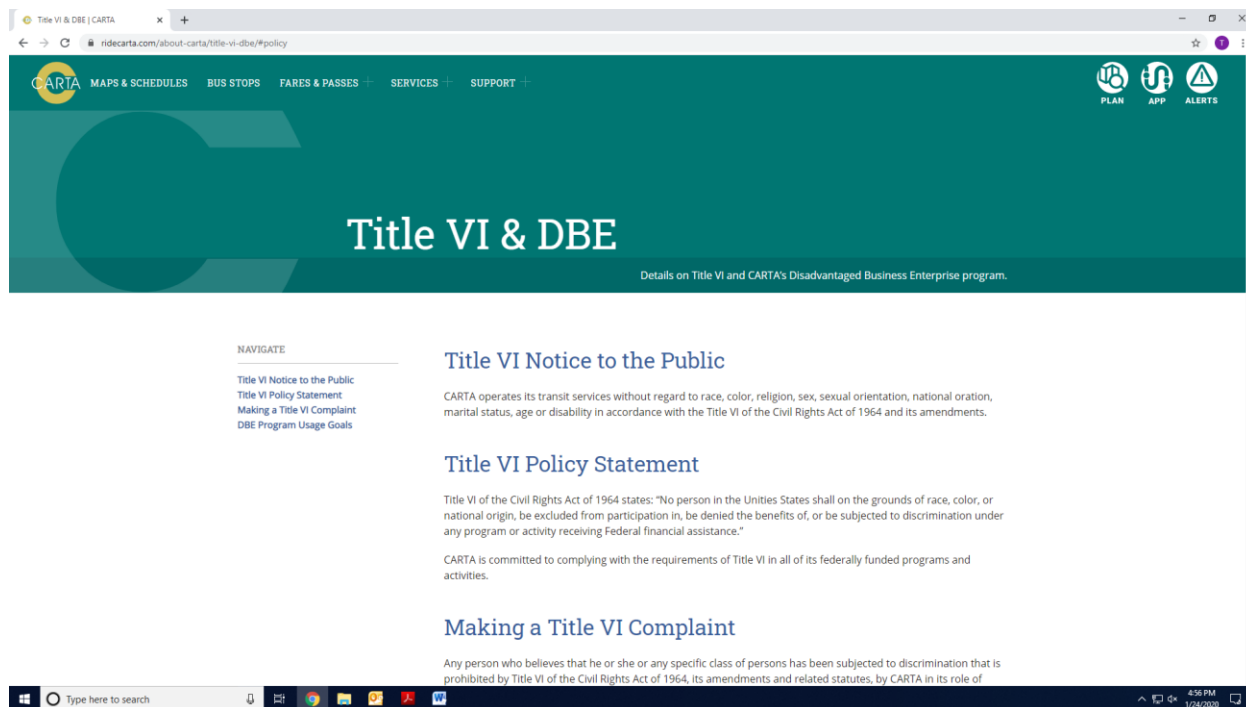 Title VI & DBE | CARTA
ridecarta.com/about-carta/title-vi-dbe/#policy
T
CARTA
MAPS & SCHEDULES BUS STOPS FARES & PASSES SERVICES SUPPORT
PLAN APP ALERTS
Title VI & DBE
Details on Title VI and CARTA's Disadvantaged Business Enterprise program.
NAVIGATE
Title VI Notice to the Public
Title VI Policy Statement
Making a Title VI Complaint
DBE Program Usage Goals
Title VI Notice to the Public
CARTA operates its transit services without regard to race, color, religion, sex, sexual orientation, national oration,
marital status, age or disability in accordance with the Title VI of the Civil Rights Act of 1964 and its amendments.
Title VI Policy Statement
Title VI of the Civil Rights Act of 1964 states: "No person in the Unities States shall on the grounds of race, color, or
national origin, be excluded from participation in, be denied the benefits of, or be subjected to discrimination under
any program or activity receiving Federal financial assistance."
CARTA is committed to complying with the requirements of Title VI in all of its federally funded programs and
activities.
Making a Title VI Complaint
Any person who believes that he or she or any specific class of persons has been subjected to discrimination that is
prohibited by Title VI of the Civil Rights Act of 1964, its amendments and related statutes, by CARTA in its role of
Type here to search
4:56 PM
1/24/2020